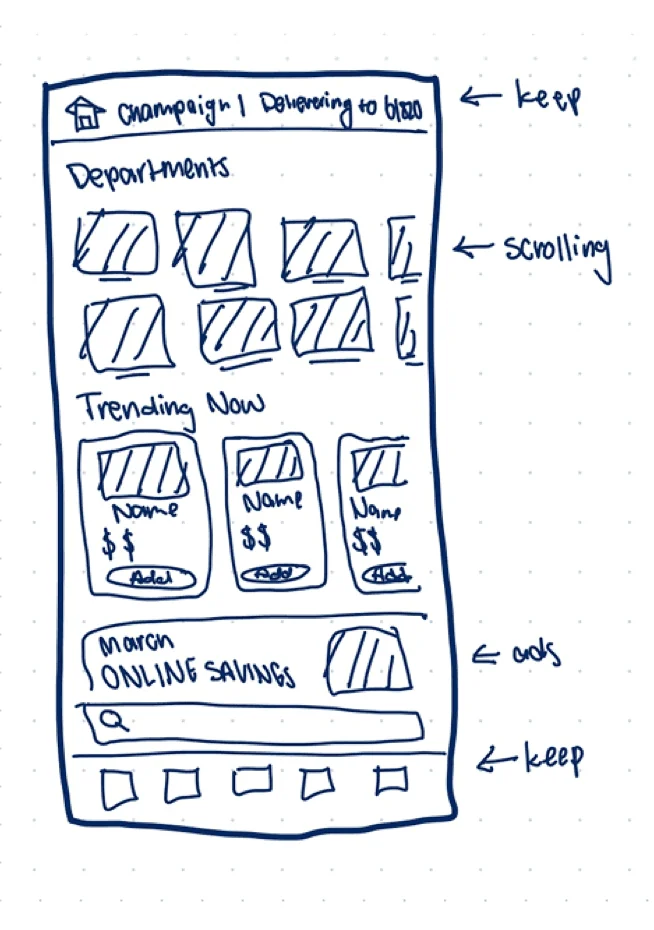 Champaign | Delivering to 61820
← keep
Departments
← scrolling
Trending Now
Name
$$
Add
Name
$$
Add
Name
$$
Add
March
ONLINE SAVINGS
← ads
← keep